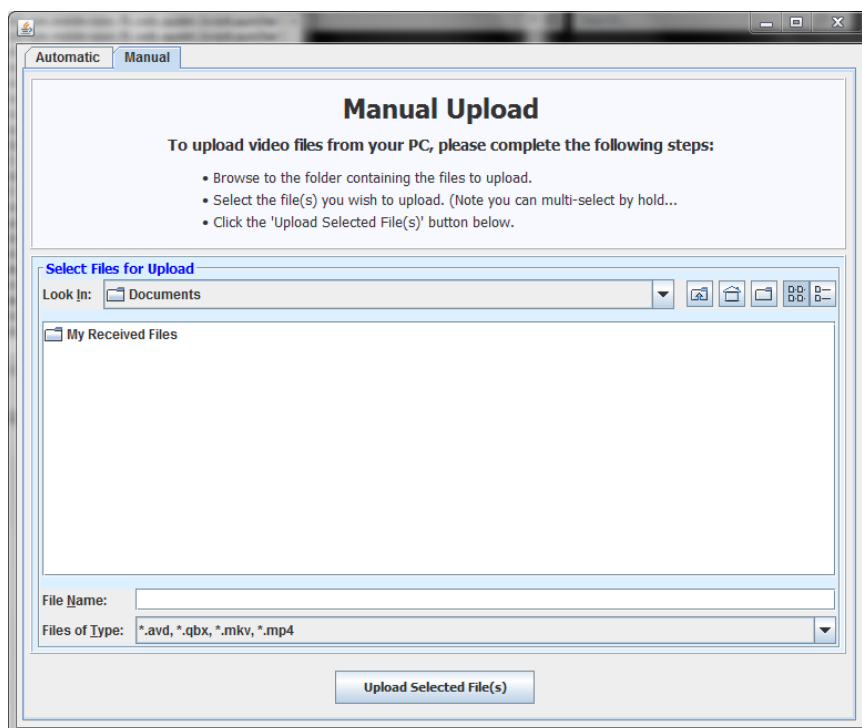 Automatic Manual
Manual Upload
To upload video files from your PC, please complete the following steps:
• Browse to the folder containing the files to upload.
• Select the file(s) you wish to upload. (Note you can multi-select by hold...
• Click the 'Upload Selected File(s)' button below.
Select Files for Upload
Look In: Documents
My Received Files
File Name:
Files of Type: *.avd, *.qbx, *.mkv, *.mp4
Upload Selected File(s)